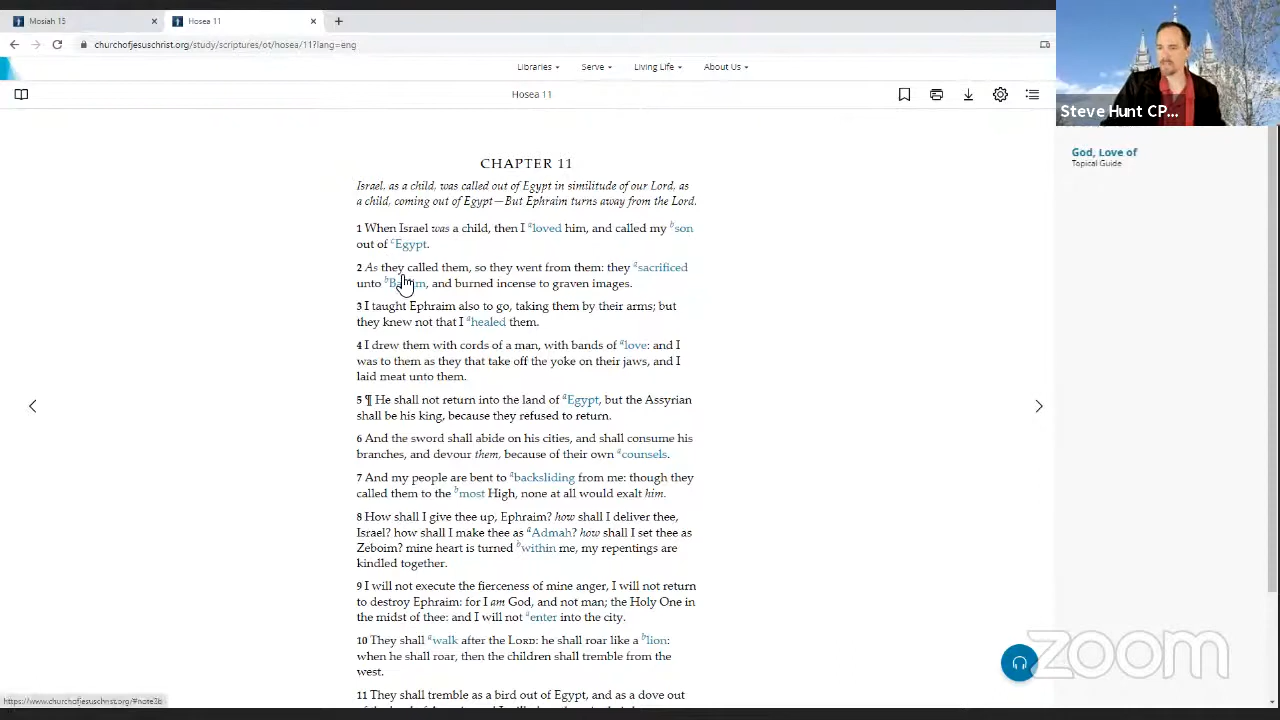 Mosiah 15
Hosea 11
churchofjesuschrist.org/study/scriptures/ot/hosea/11?lang=eng
Libraries Serve Living Life About Us
Hosea 11
Steve Hunt CP...
God, Love of
Topical Guide
CHAPTER 11
Israel, as a child, was called out of Egypt in similitude of our Lord, as
a child, coming out of Egypt—But Ephraim turns away from the Lord.
1 When Israel was a child, then I a loved him, and called my b son
out of c Egypt.
2 As they called them, so they went from them: they a sacrificed
unto b Baalim, and burned incense to graven images.
3 I taught Ephraim also to go, taking them by their arms; but
they knew not that I a healed them.
4 I drew them with cords of a man, with bands of a love: and I
was to them as they that take off the yoke on their jaws, and I
laid meat unto them.
5 ¶ He shall not return into the land of a Egypt, but the Assyrian
shall be his king, because they refused to return.
6 And the sword shall abide on his cities, and shall consume his
branches, and devour them, because of their own a counsels.
7 And my people are bent to a backsliding from me: though they
called them to the b most High, none at all would exalt him.
8 How shall I give thee up, Ephraim? how shall I deliver thee,
Israel? how shall I make thee as a Admah? how shall I set thee as
Zeboim? mine heart is turned b within me, my repentings are
kindled together.
9 I will not execute the fierceness of mine anger, I will not return
to destroy Ephraim: for I am God, and not man; the Holy One in
the midst of thee: and I will not a enter into the city.
10 They shall a walk after the LORD: he shall roar like a b lion:
when he shall roar, then the children shall tremble from the
west.
11 They shall tremble as a bird out of Egypt, and as a dove out
https://www.churchofjesuschrist.org/#note2b
zoom